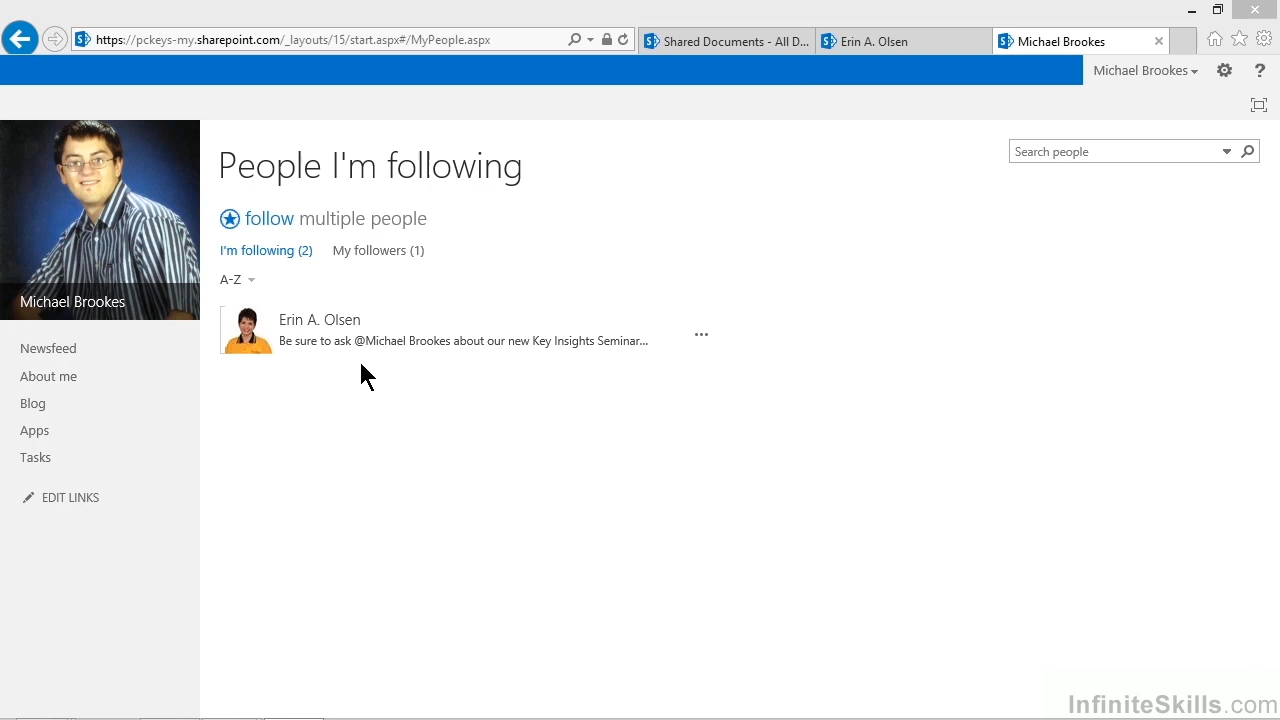 https://pckeys-my.sharepoint.com/_layouts/15/start.aspx#/MyPeople.aspx
Shared Documents - All D...
Erin A. Olsen
Michael Brookes
Michael Brookes
?
People I'm following
Search people
follow multiple people
I'm following (2)
My followers (1)
A-Z
Michael Brookes
Erin A. Olsen
Be sure to ask @Michael Brookes about our new Key Insights Seminar...
Newsfeed
About me
Blog
Apps
Tasks
EDIT LINKS
InfiniteSkills.com